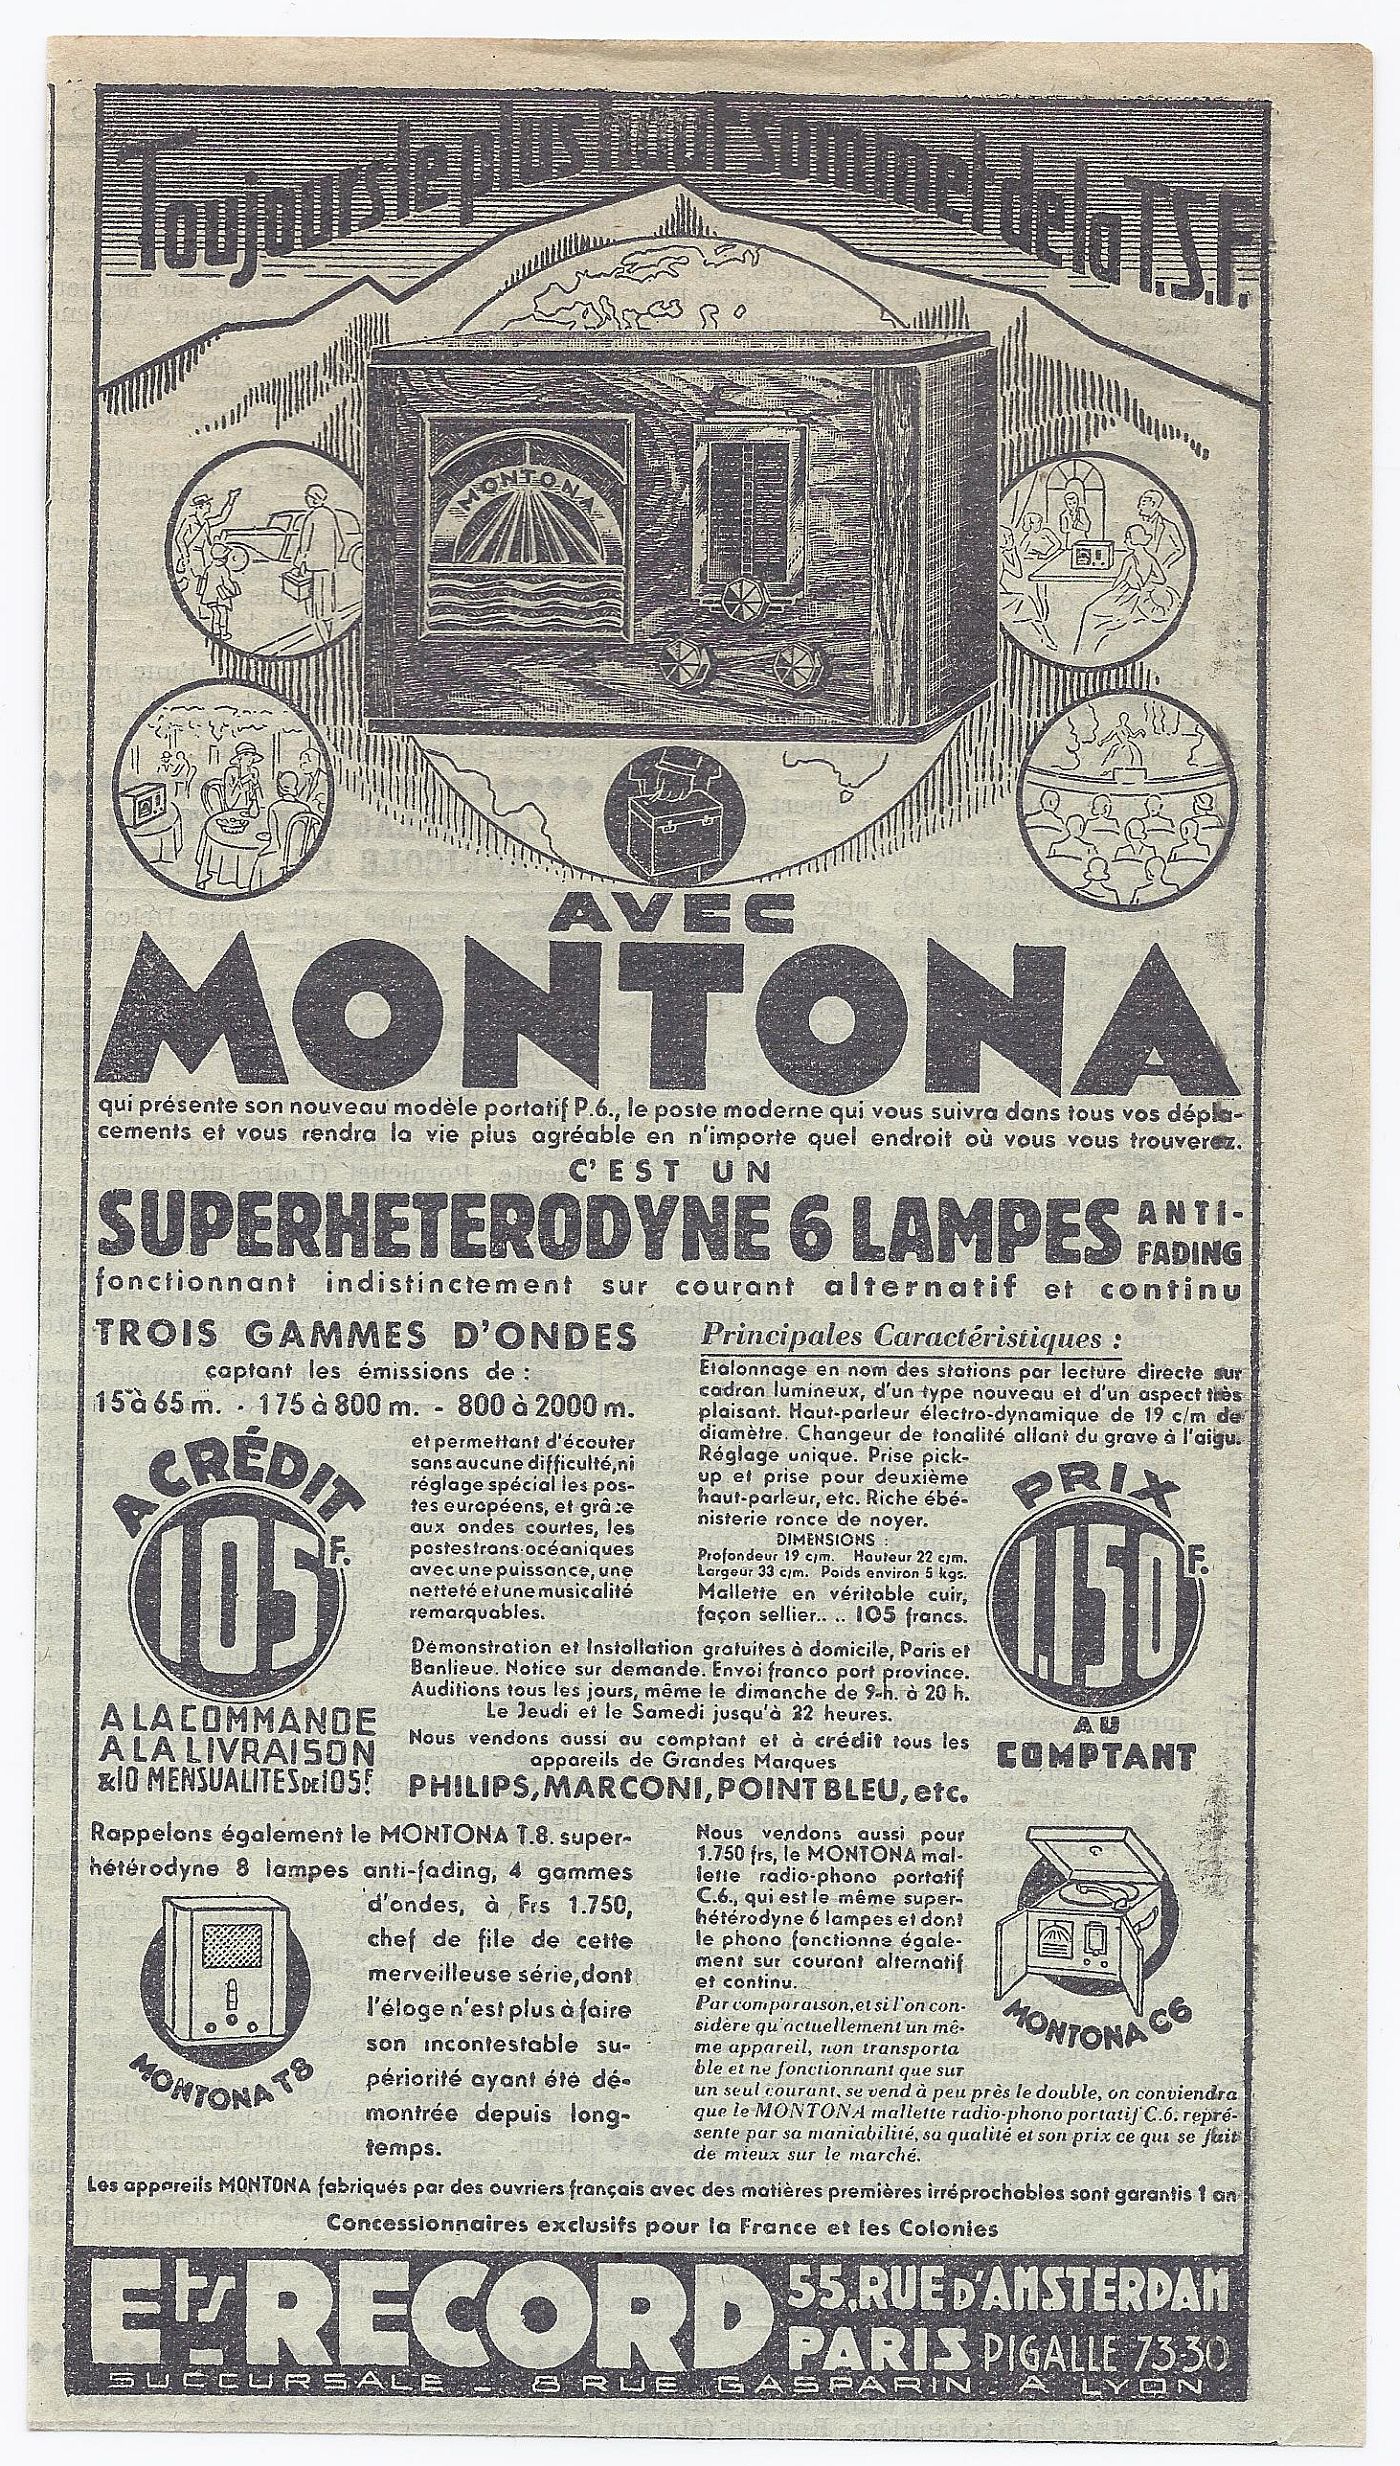 Toujours le plus haut sommet de la T.S.F.
MONTONA
AVEC
MONTONA
qui présente son nouveau modèle portatif P.6., le poste moderne qui vous suivra dans tous vos dépla-
cements et vous rendra la vie plus agréable en n'importe quel endroit où vous vous trouverez.
C'EST UN
SUPERHETERODYNE 6 LAMPES ANTI-
FADING
fonctionnant indistinctement sur courant alternatif et continu
TROIS GAMMES D'ONDES
captant les émissions de :
15 à 65 m. - 175 à 800 m. - 800 à 2000 m.
A CRÉDIT
105 F.
A LA COMMANDE
A LA LIVRAISON
& 10 MENSUALITES DE 105 F
et permettant d'écouter
sans aucune difficulté, ni
réglage spécial les pos-
tes européens, et grâce
aux ondes courtes, les
postes trans-océaniques
avec une puissance, une
netteté et une musicalité
remarquables.
Principales Caractéristiques :
Etalonnage en nom des stations par lecture directe sur
cadran lumineux, d'un type nouveau et d'un aspect très
plaisant. Haut-parleur électro-dynamique de 19 c/m de
diamètre. Changeur de tonalité allant du grave à l'aigu.
Réglage unique. Prise pick-
up et prise pour deuxième
haut-parleur, etc. Riche ébé-
nisterie ronce de noyer.
DIMENSIONS :
Profondeur 19 c/m. Hauteur 22 c/m.
Largeur 33 c/m. Poids environ 5 kgs.
Mallette en véritable cuir,
façon sellier.. .. 105 francs.
PRIX
1.150 F.
AU
COMPTANT
Démonstration et Installation gratuites à domicile, Paris et
Banlieue. Notice sur demande. Envoi franco port province.
Auditions tous les jours, même le dimanche de 9 h. à 20 h.
Le Jeudi et le Samedi jusqu'à 22 heures.
Nous vendons aussi au comptant et à crédit tous les
appareils de Grandes Marques
PHILIPS, MARCONI, POINT BLEU, etc.
Rappelons également le MONTONA T.8. super-
hétérodyne 8 lampes anti-fading, 4 gammes
d'ondes, à Frs 1.750,
chef de file de cette
merveilleuse série, dont
l'éloge n'est plus à faire
son incontestable su-
périorité ayant été dé-
montrée depuis long-
temps.
MONTONA T8
Nous vendons aussi pour
1.750 frs, le MONTONA mal-
lette radio-phono portatif
C.6., qui est le même super-
hétérodyne 6 lampes et dont
le phono fonctionne égale-
ment sur courant alternatif
et continu.
Par comparaison, et si l'on con-
sidère qu'actuellement un mê-
me appareil, non transporta
ble et ne fonctionnant que sur
un seul courant, se vend à peu près le double, on conviendra
que le MONTONA mallette radio-phono portatif C.6. repré-
sente par sa maniabilité, sa qualité et son prix ce qui se fait
de mieux sur le marché.
MONTONA C6
Les appareils MONTONA fabriqués par des ouvriers français avec des matières premières irréprochables sont garantis 1 an
Concessionnaires exclusifs pour la France et les Colonies
Ets RECORD 55, RUE D'AMSTERDAM
PARIS PIGALLE 73-30
SUCCURSALE - 8 RUE GASPARIN - A LYON